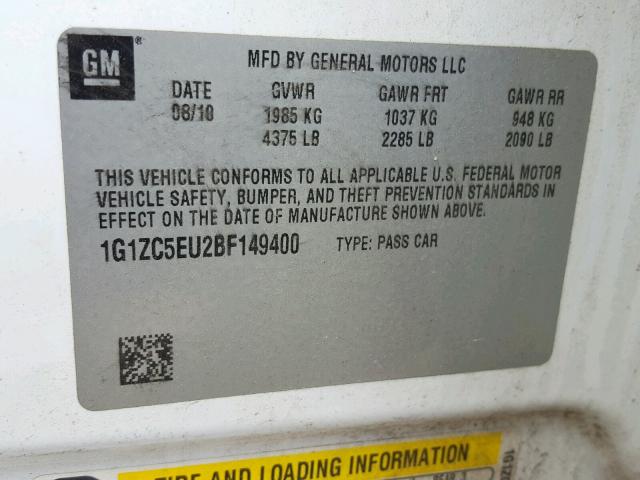 GM
MFD BY GENERAL MOTORS LLC
DATE GVWR GAWR FRT GAWR RR
08/10 1985 KG 1037 KG 948 KG
4375 LB 2285 LB 2090 LB
THIS VEHICLE CONFORMS TO ALL APPLICABLE U.S. FEDERAL MOTOR
VEHICLE SAFETY, BUMPER, AND THEFT PREVENTION STANDARDS IN
EFFECT ON THE DATE OF MANUFACTURE SHOWN ABOVE.
1G1ZC5EU2BF149400 TYPE: PASS CAR
TIRE AND LOADING INFORMATION